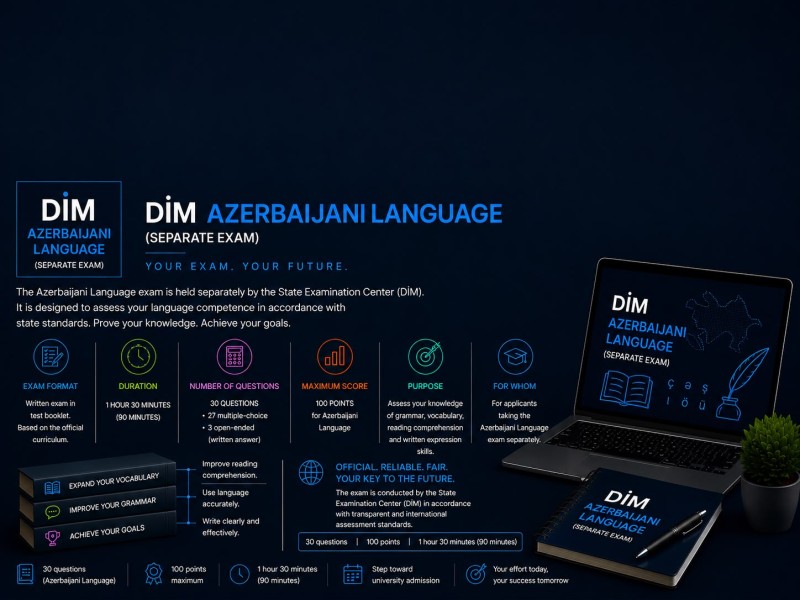 DİM
AZERBAIJANI
LANGUAGE
(SEPARATE EXAM)
DİM AZERBAIJANI LANGUAGE
(SEPARATE EXAM)
YOUR EXAM. YOUR FUTURE.
The Azerbaijani Language exam is held separately by the State Examination Center (DİM).
It is designed to assess your language competence in accordance with
state standards. Prove your knowledge. Achieve your goals.
EXAM FORMAT
Written exam in
test booklet.
Based on the official
curriculum.
DURATION
1 HOUR 30 MINUTES
(90 MINUTES)
NUMBER OF QUESTIONS
30 QUESTIONS
• 27 multiple-choice
• 3 open-ended
(written answer)
MAXIMUM SCORE
100 POINTS
for Azerbaijani
Language
PURPOSE
Assess your knowledge
of grammar, vocabulary,
reading comprehension
and written expression
skills.
FOR WHOM
For applicants
taking the
Azerbaijani Language
exam separately.
DİM
AZERBAIJANI
LANGUAGE
(SEPARATE EXAM)
ç ə ş
ı ö ü
EXPAND YOUR VOCABULARY
IMPROVE YOUR GRAMMAR
ACHIEVE YOUR GOALS
Improve reading
comprehension.
Use language
accurately.
Write clearly and
effectively.
OFFICIAL. RELIABLE. FAIR.
YOUR KEY TO THE FUTURE.
The exam is conducted by the State
Examination Center (DİM) in accordance
with transparent and international
assessment standards.
30 questions | 100 points | 1 hour 30 minutes (90 minutes)
DİM
AZERBAIJANI
LANGUAGE
(SEPARATE EXAM)
30 questions
(Azerbaijani Language)
100 points
maximum
1 hour 30 minutes
(90 minutes)
Step toward
university admission
Your effort today,
your success tomorrow